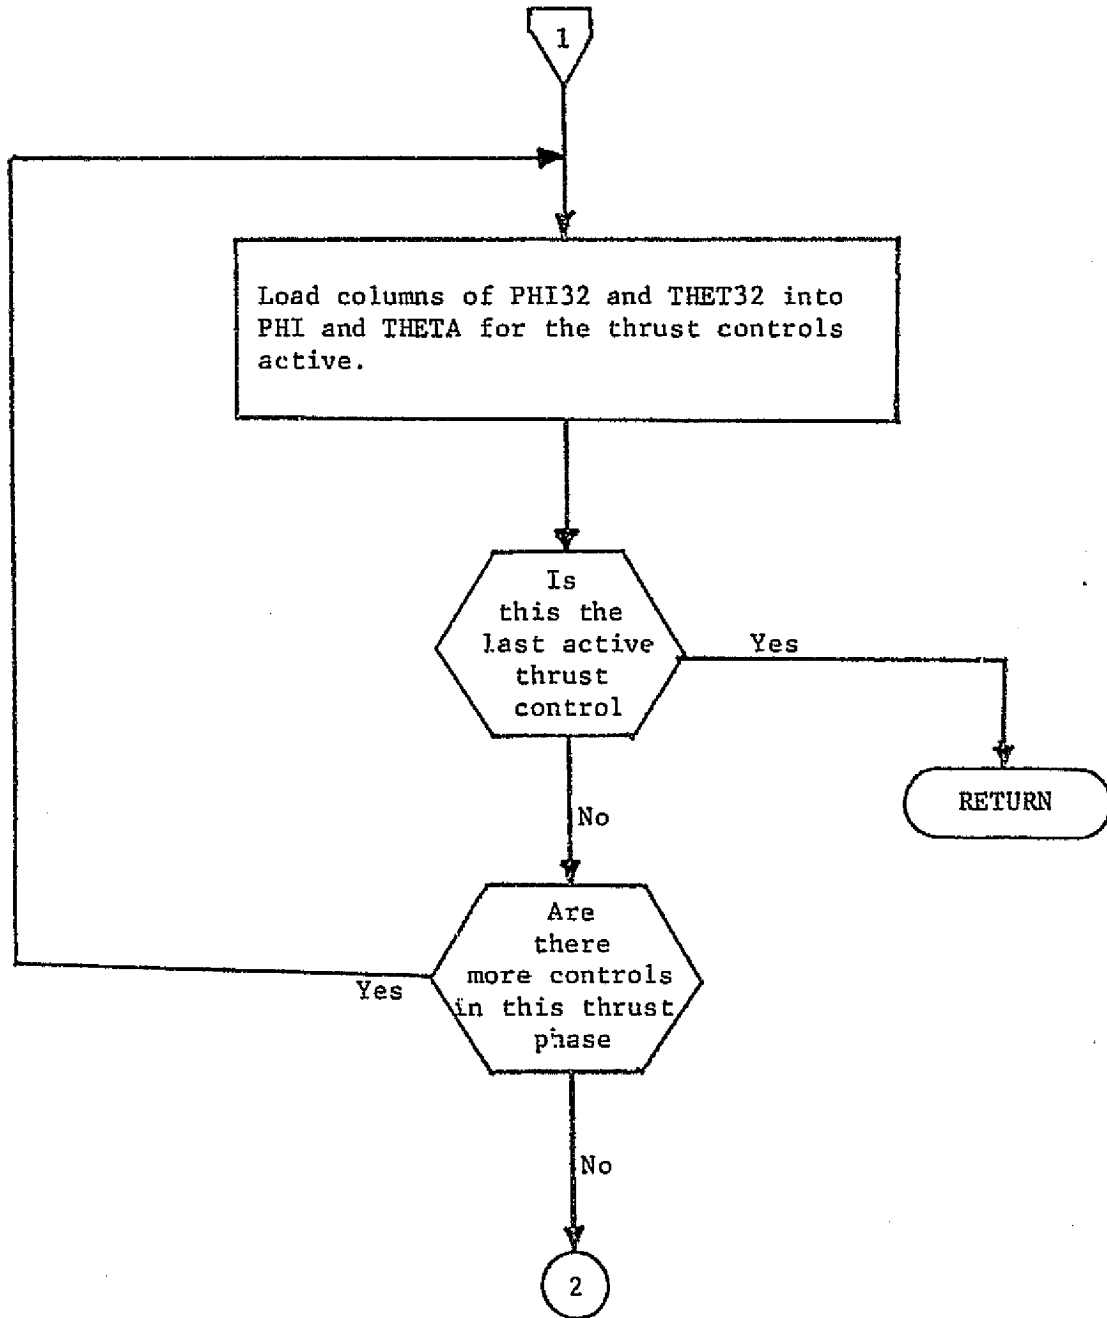 1
Load columns of PHI32 and THET32 into
PHI and THETA for the thrust controls
active.
Is
this the
last active
thrust
control
Yes
RETURN
No
Are
there
more controls
in this thrust
phase
Yes
No
2